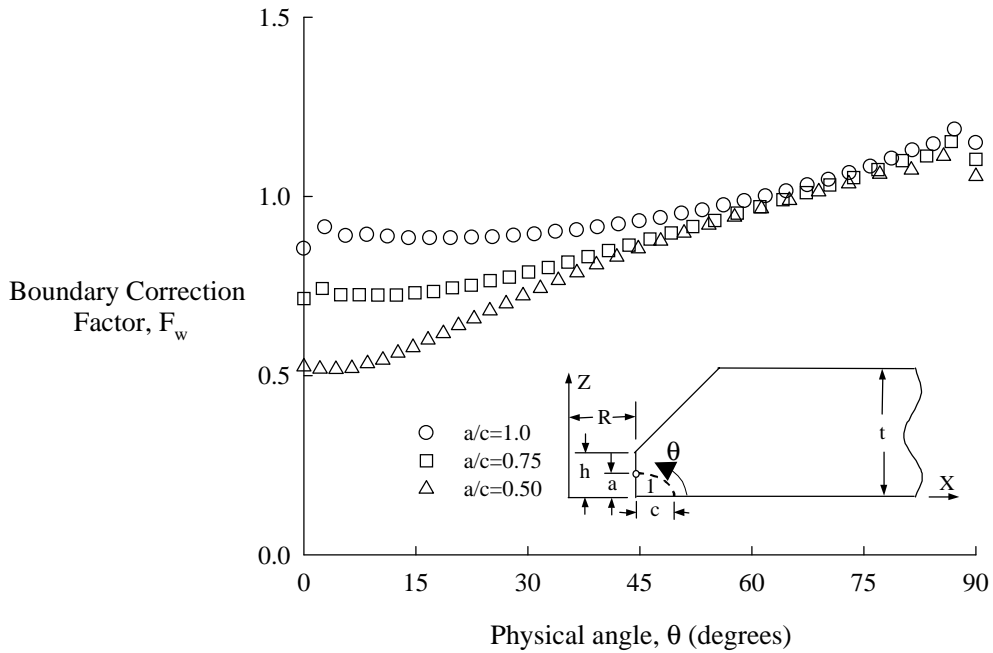 1.5
1.0
Boundary Correction
Factor, F_w
0.5
0.0
a/c=1.0
a/c=0.75
a/c=0.50
Z
R
h
a
θ
1
c
t
X
0 15 30 45 60 75 90
Physical angle, θ (degrees)